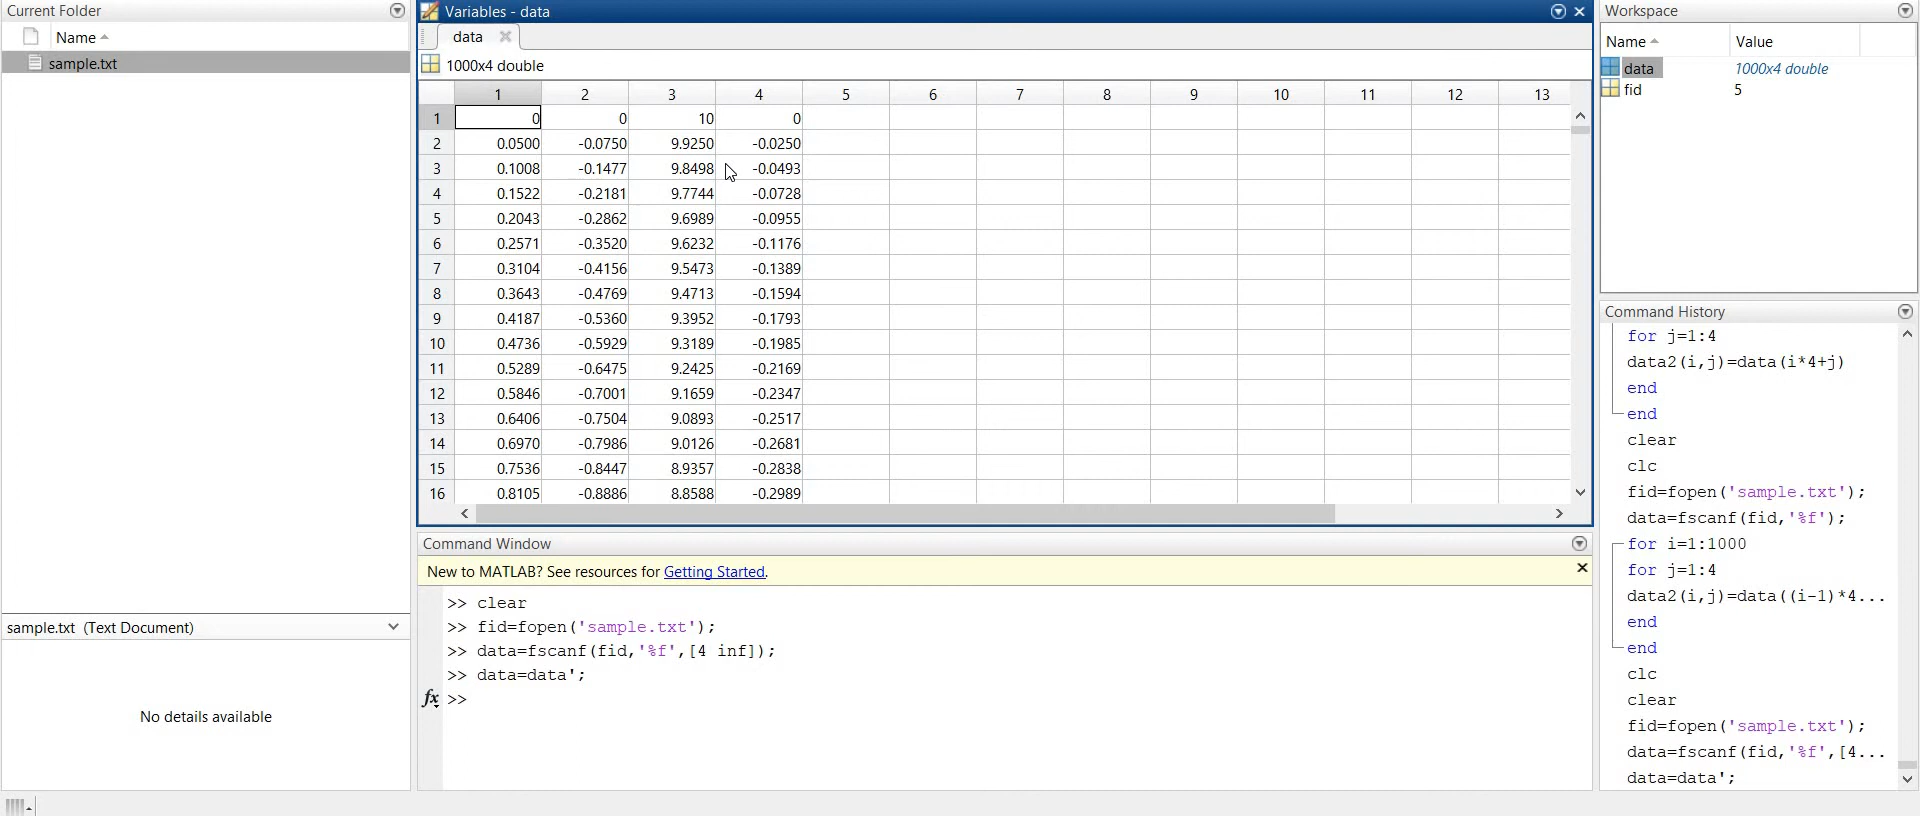 Current Folder
Name
sample.txt
sample.txt (Text Document)
No details available
Variables - data
data
1000x4 double
1 2 3 4 5 6 7 8 9 10 11 12 13
1 0 0 10 0
2 0.0500 -0.0750 9.9250 -0.0250
3 0.1008 -0.1477 9.8498 -0.0493
4 0.1522 -0.2181 9.7744 -0.0728
5 0.2043 -0.2862 9.6989 -0.0955
6 0.2571 -0.3520 9.6232 -0.1176
7 0.3104 -0.4156 9.5473 -0.1389
8 0.3643 -0.4769 9.4713 -0.1594
9 0.4187 -0.5360 9.3952 -0.1793
10 0.4736 -0.5929 9.3189 -0.1985
11 0.5289 -0.6475 9.2425 -0.2169
12 0.5846 -0.7001 9.1659 -0.2347
13 0.6406 -0.7504 9.0893 -0.2517
14 0.6970 -0.7986 9.0126 -0.2681
15 0.7536 -0.8447 8.9357 -0.2838
16 0.8105 -0.8886 8.8588 -0.2989
Command Window
New to MATLAB? See resources for Getting Started.
>> clear
>> fid=fopen('sample.txt');
>> data=fscanf(fid,'%f',[4 inf]);
>> data=data';
fx >>
Workspace
Name Value
data 1000x4 double
fid 5
Command History
for j=1:4
data2(i,j)=data(i*4+j)
end
end
clear
clc
fid=fopen('sample.txt');
data=fscanf(fid,'%f');
for i=1:1000
for j=1:4
data2(i,j)=data((i-1)*4...
end
end
clc
clear
fid=fopen('sample.txt');
data=fscanf(fid,'%f',[4...
data=data';